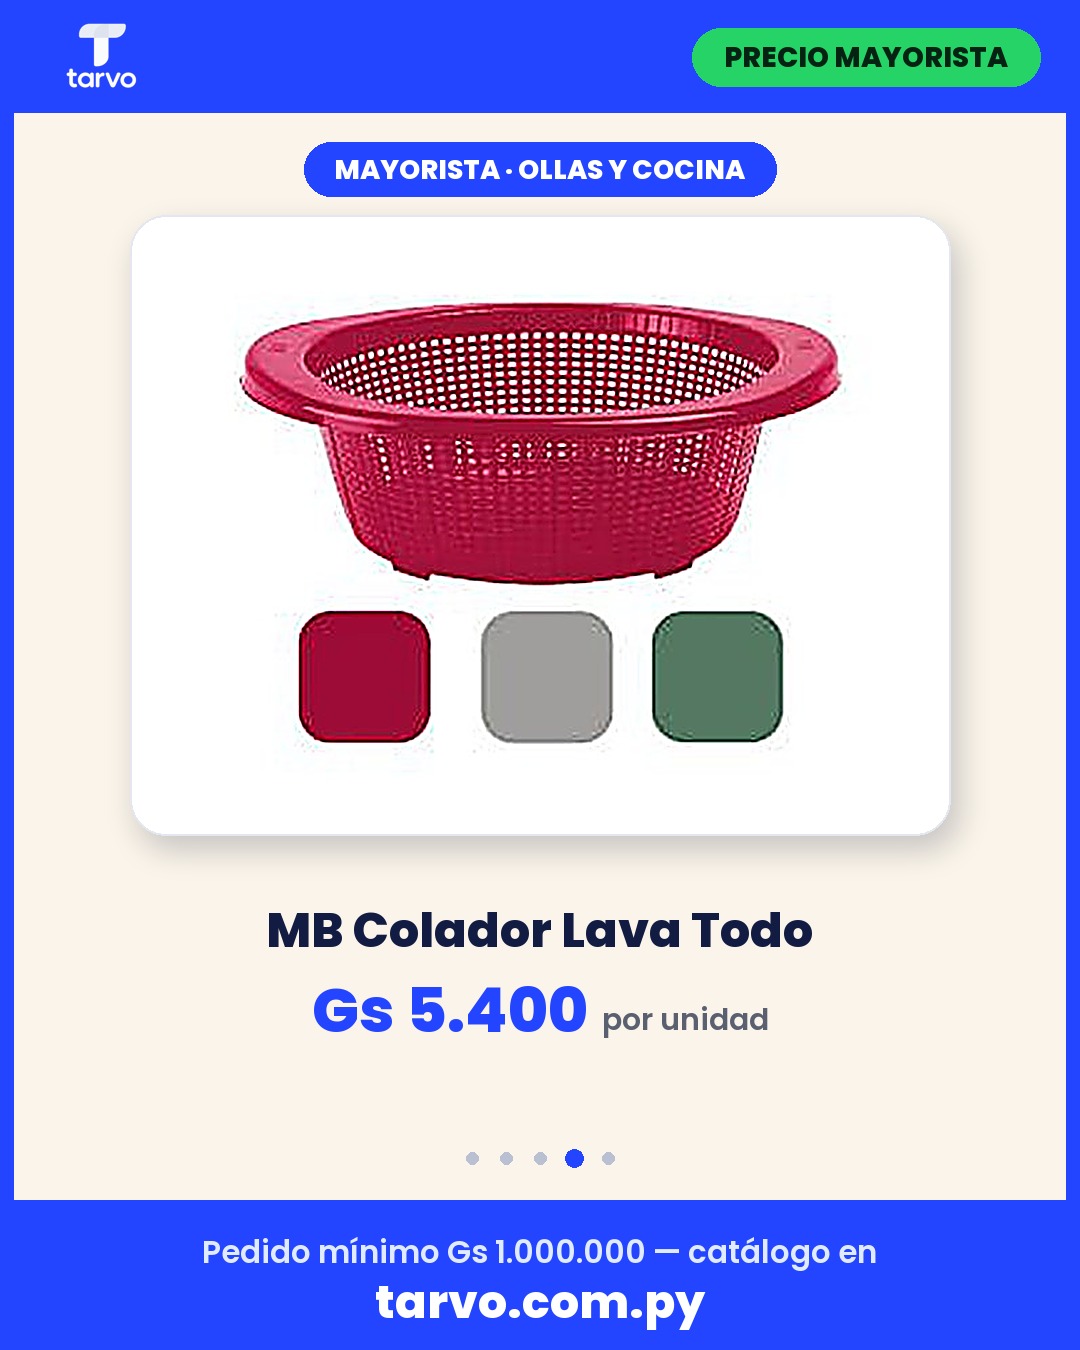 tarvo
PRECIO MAYORISTA
MAYORISTA · OLLAS Y COCINA
MB Colador Lava Todo
Gs 5.400 por unidad
Pedido mínimo Gs 1.000.000 — catálogo en
tarvo.com.py